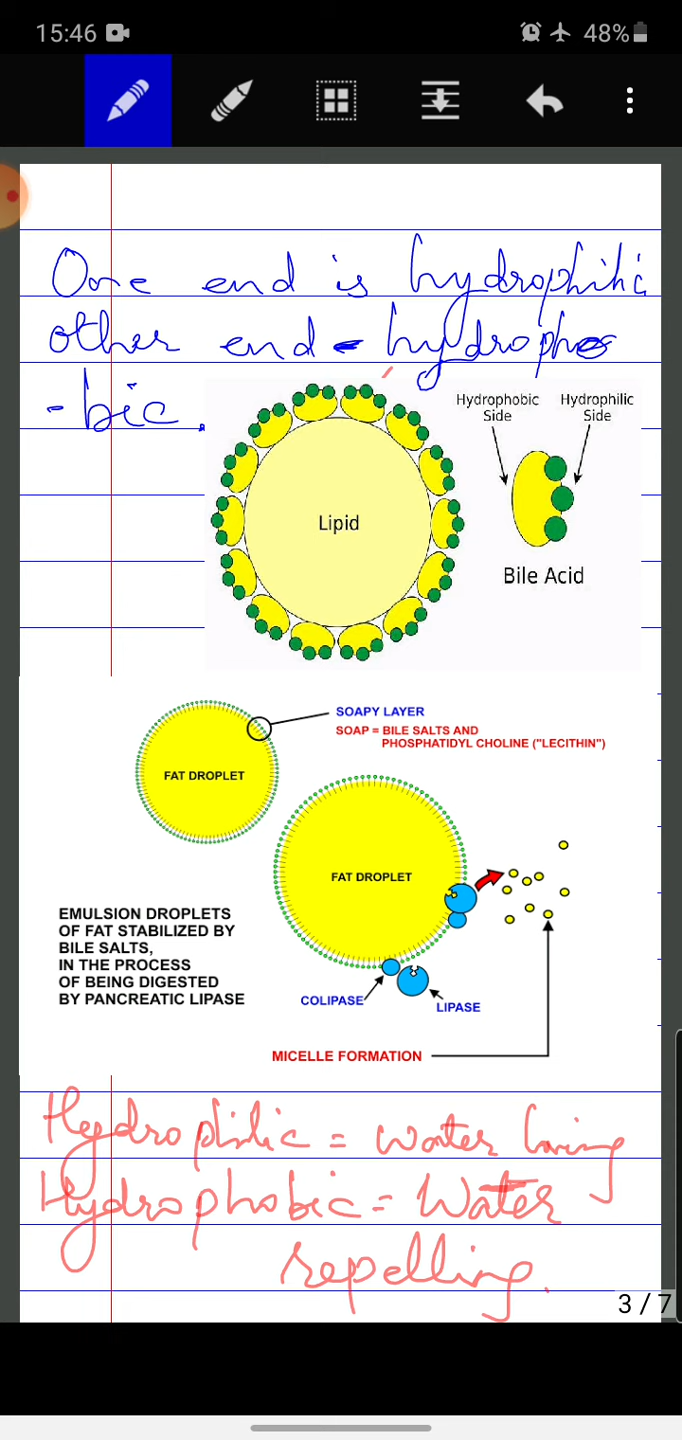 15:46
48%
One end is hydrophilic
other end - hydropho
-bic.
Hydrophobic Side
Hydrophilic Side
Lipid
Bile Acid
SOAPY LAYER
SOAP = BILE SALTS AND
PHOSPHATIDYL CHOLINE ("LECITHIN")
FAT DROPLET
FAT DROPLET
EMULSION DROPLETS
OF FAT STABILIZED BY
BILE SALTS,
IN THE PROCESS
OF BEING DIGESTED
BY PANCREATIC LIPASE
COLIPASE
LIPASE
MICELLE FORMATION
Hydrophilic = water loving
Hydrophobic = Water
repelling.
3 / 7